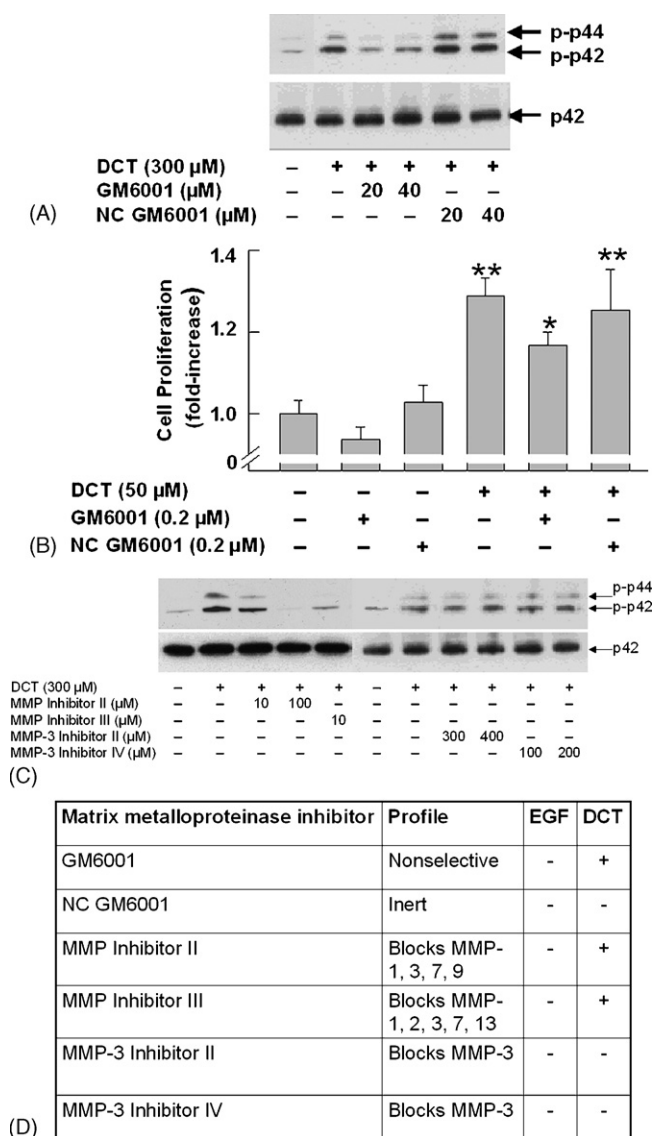 p-p44
p-p42
p42
DCT (300 µM) – + + + + +
GM6001 (µM) – – 20 40 – –
NC GM6001 (µM) – – – – 20 40
(A)
1.4
1.2
1.0
0
Cell Proliferation
(fold-increase)
** * **
DCT (50 µM) – – – + + +
GM6001 (0.2 µM) – + – – + –
NC GM6001 (0.2 µM) – – + – – +
(B)
p-p44
p-p42
p42
DCT (300 µM) – + + + + – + + + + +
MMP Inhibitor II (µM) – – 10 100 – – – – – – –
MMP Inhibitor III (µM) – – – – 10 – – – – – –
MMP-3 Inhibitor II (µM) – – – – – – – 300 400 – –
MMP-3 Inhibitor IV (µM) – – – – – – – – – 100 200
(C)
Matrix metalloproteinase inhibitor Profile EGF DCT
GM6001 Nonselective - +
NC GM6001 Inert - -
MMP Inhibitor II Blocks MMP- - +
1, 3, 7, 9
MMP Inhibitor III Blocks MMP- - +
1, 2, 3, 7, 13
MMP-3 Inhibitor II Blocks MMP-3 - -
MMP-3 Inhibitor IV Blocks MMP-3 - -
(D)